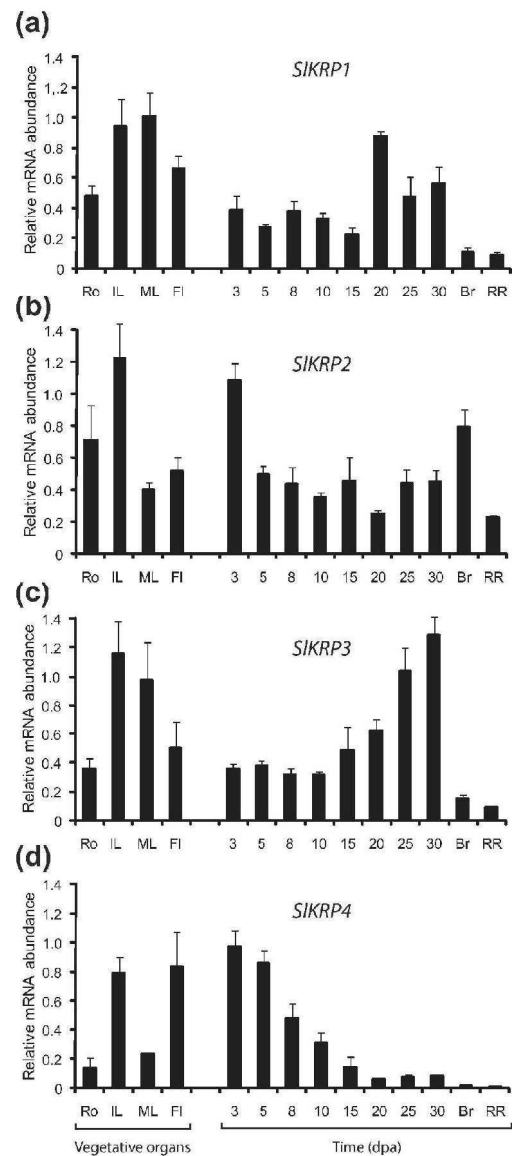 (a)
SlKRP1
Relative mRNA abundance
1.4
1.2
1.0
0.8
0.6
0.4
0.2
0
Ro IL ML Fl 3 5 8 10 15 20 25 30 Br RR
(b)
SlKRP2
Relative mRNA abundance
1.4
1.2
1.0
0.8
0.6
0.4
0.2
0
Ro IL ML Fl 3 5 8 10 15 20 25 30 Br RR
(c)
SlKRP3
Relative mRNA abundance
1.4
1.2
1.0
0.8
0.6
0.4
0.2
0
Ro IL ML Fl 3 5 8 10 15 20 25 30 Br RR
(d)
SlKRP4
Relative mRNA abundance
1.4
1.2
1.0
0.8
0.6
0.4
0.2
0
Ro IL ML Fl 3 5 8 10 15 20 25 30 Br RR
Vegetative organs Time (dpa)